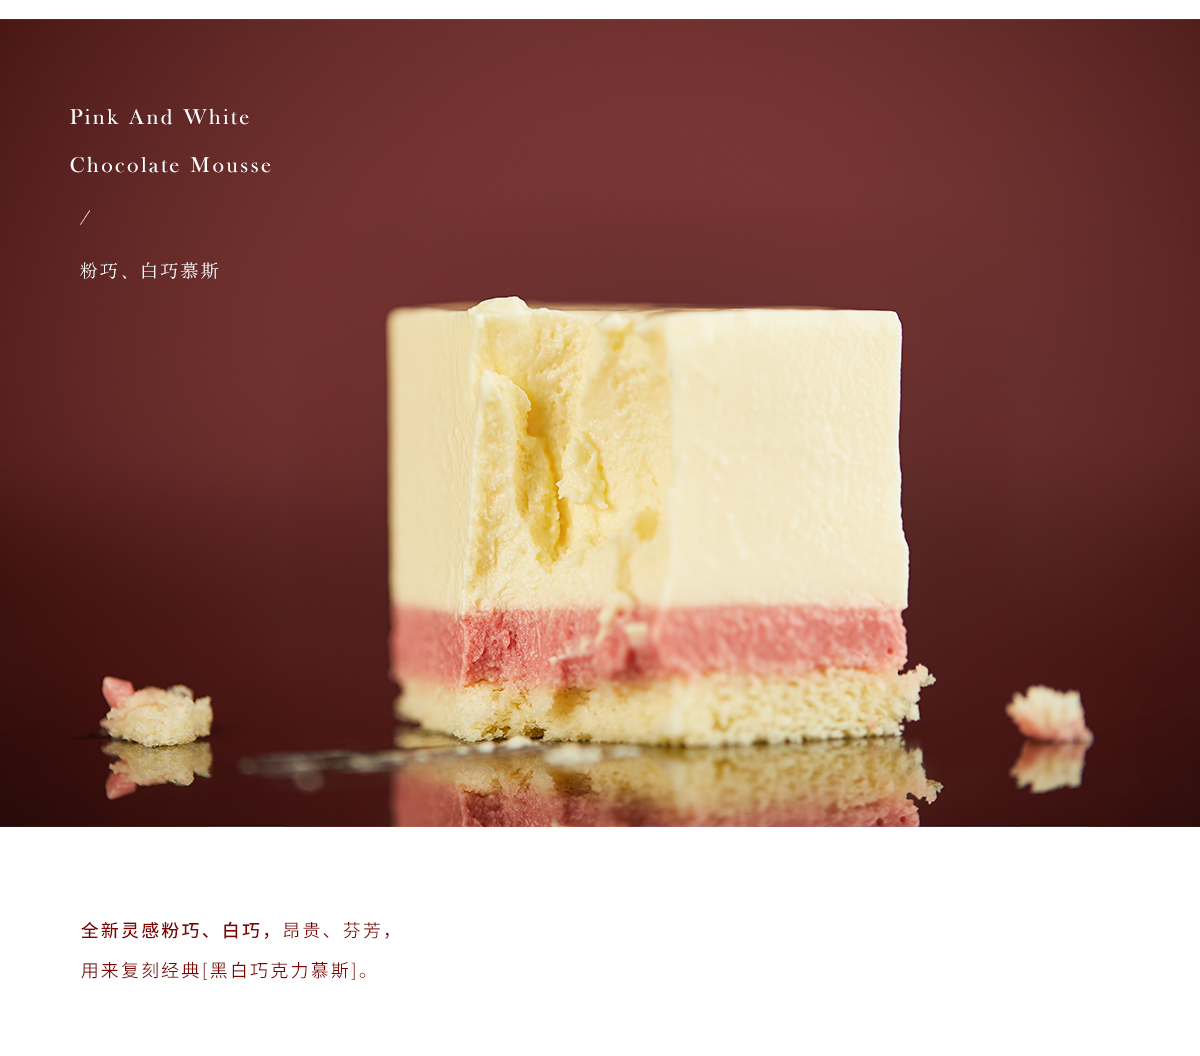 Pink And White
Chocolate Mousse
/
粉巧、白巧慕斯
全新灵感粉巧、白巧，昂贵、芬芳，
用来复刻经典[黑白巧克力慕斯]。